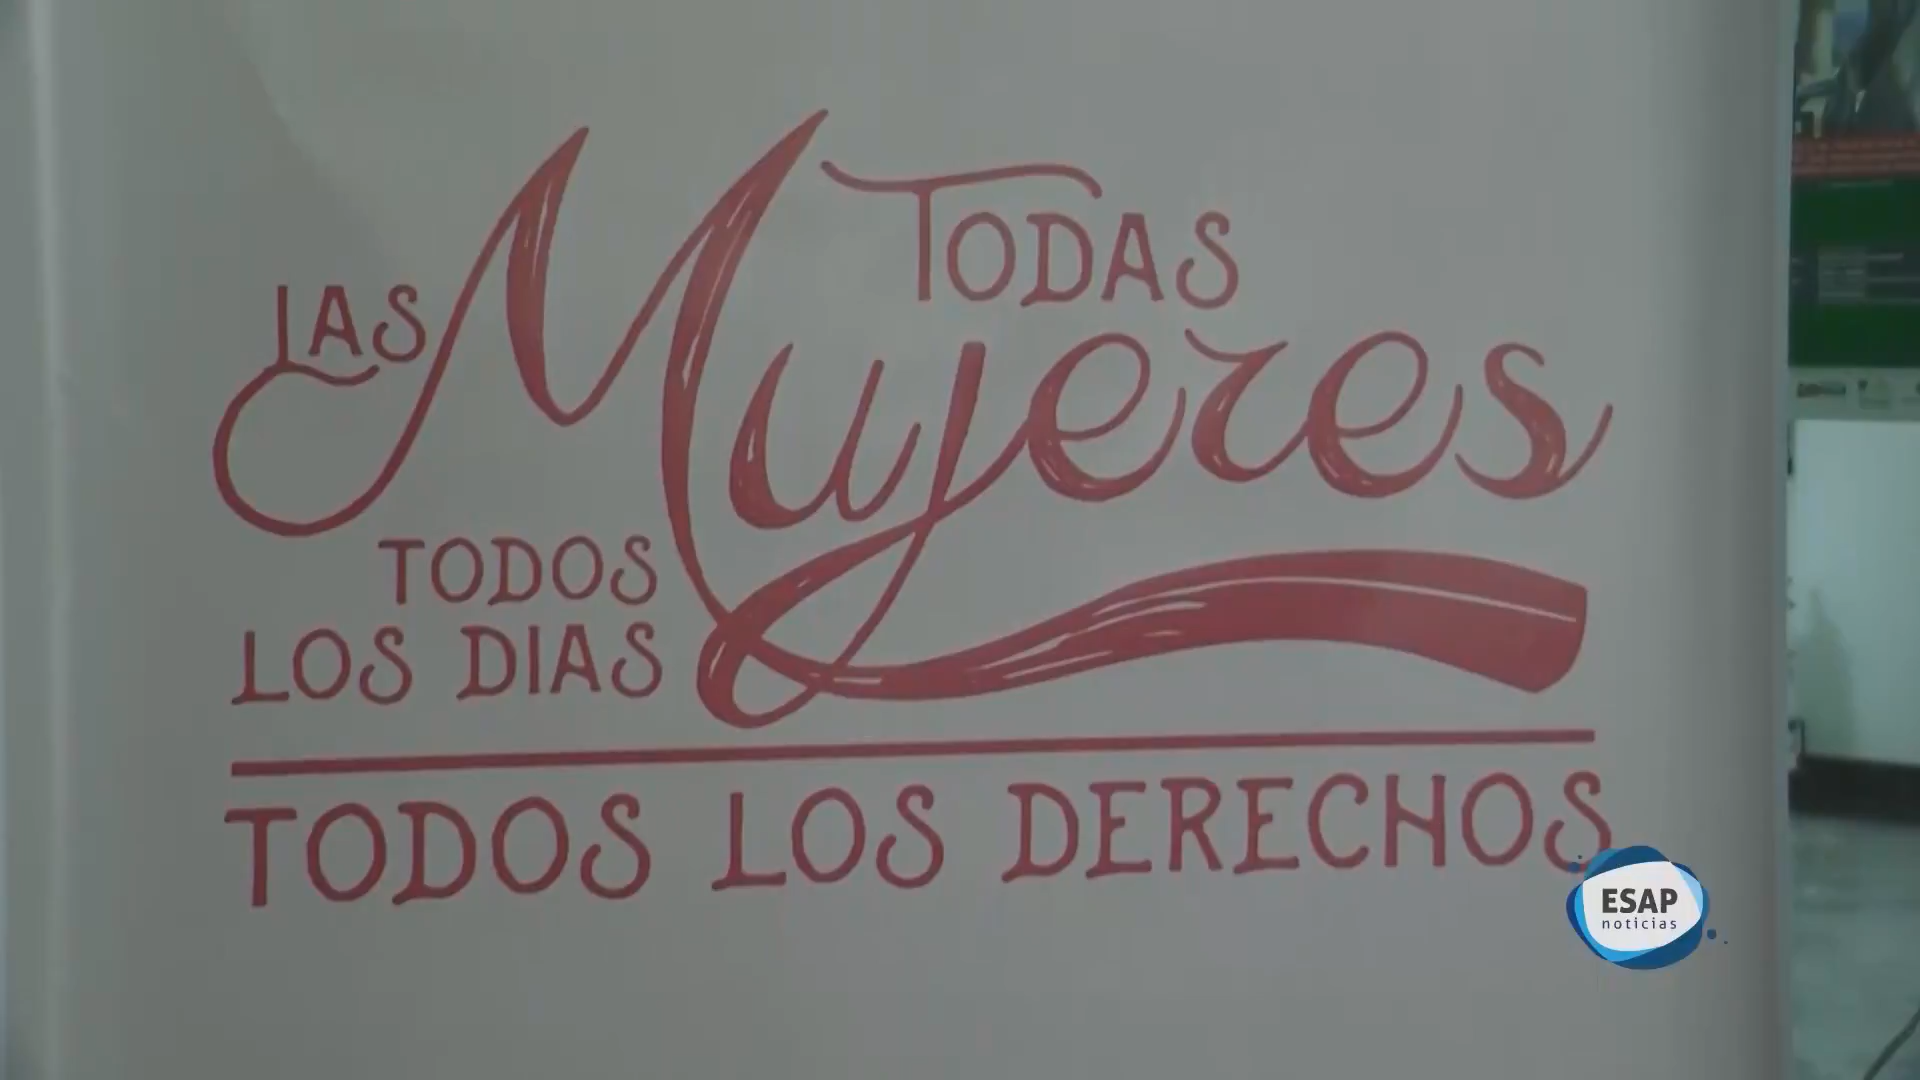 TODAS
LAS Mujeres
TODOS
LOS DIAS
TODOS LOS DERECHOS
ESAP
noticias